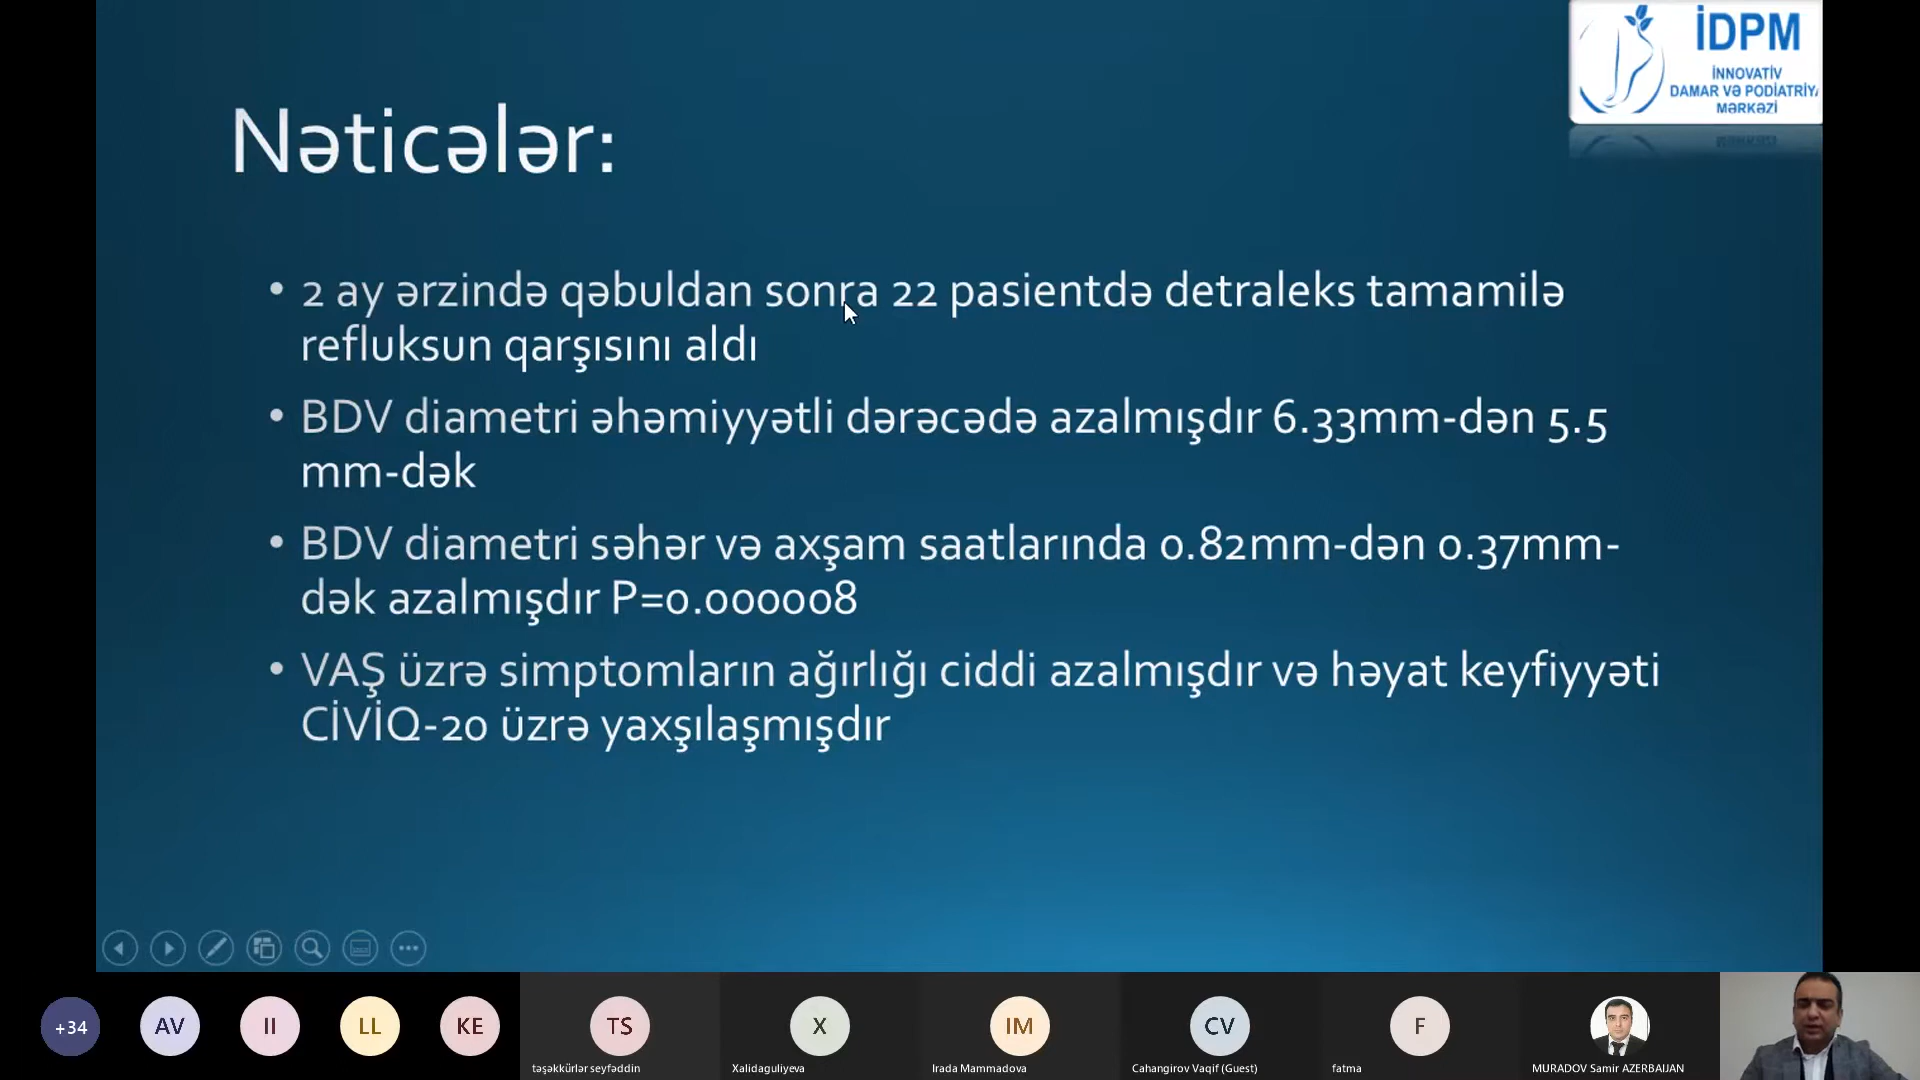 İDPM
İNNOVATİV
DAMAR VƏ PODİATRİYA
MƏRKƏZİ
Nəticələr:
• 2 ay ərzində qəbuldan sonra 22 pasientdə detraleks tamamilə
refluksun qarşısını aldı
• BDV diametri əhəmiyyətli dərəcədə azalmışdır 6.33mm-dən 5.5
mm-dək
• BDV diametri səhər və axşam saatlarında 0.82mm-dən 0.37mm-
dək azalmışdır P=0.000008
• VAŞ üzrə simptomların ağırlığı ciddi azalmışdır və həyat keyfiyyəti
CİVİQ-20 üzrə yaxşılaşmışdır
+34
AV
II
LL
KE
TS
X
IM
CV
F
təşəkkürlər seyfəddin
Xalidaguliyeva
Irada Mammadova
Cahangirov Vaqif (Guest)
fatma
MURADOV Samir AZERBAIJAN